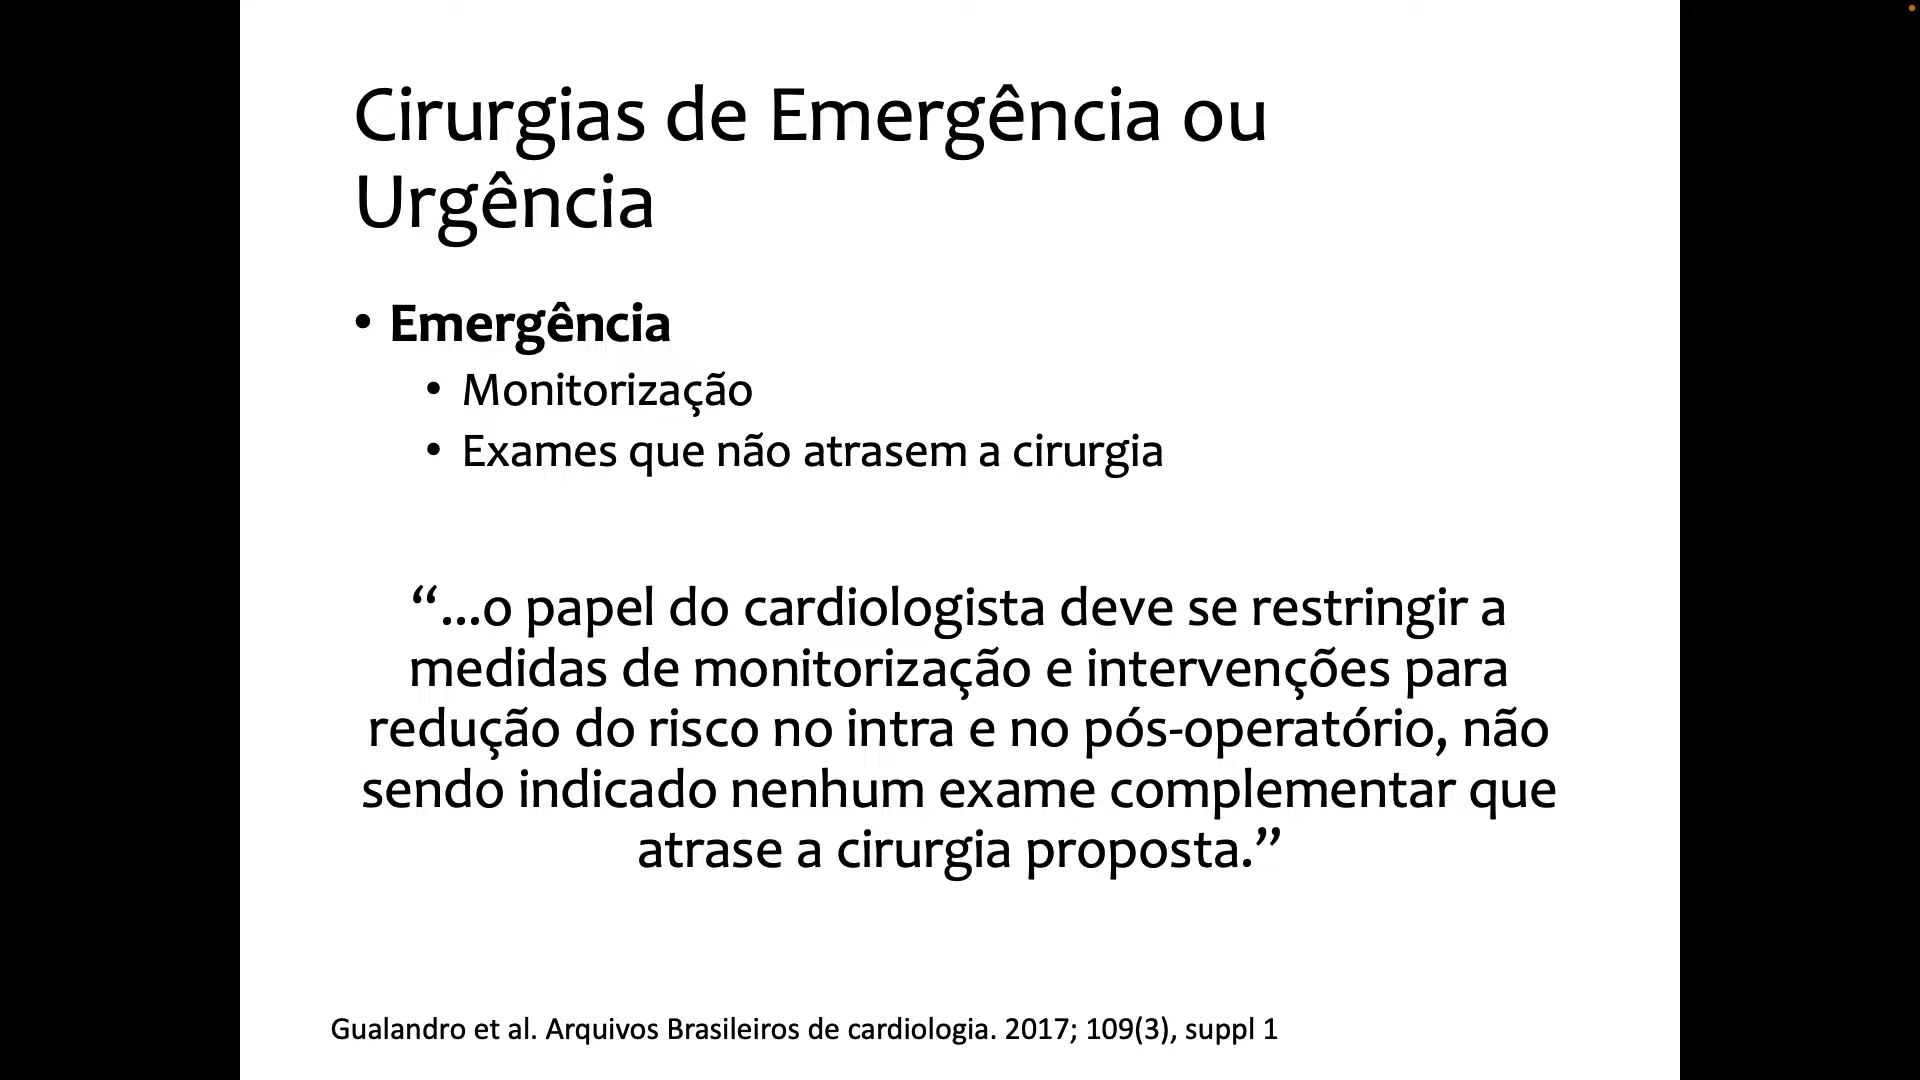 Cirurgias de Emergência ou
Urgência
• Emergência
• Monitorização
• Exames que não atrasem a cirurgia
“...o papel do cardiologista deve se restringir a
medidas de monitorização e intervenções para
redução do risco no intra e no pós-operatório, não
sendo indicado nenhum exame complementar que
atrase a cirurgia proposta.”
Gualandro et al. Arquivos Brasileiros de cardiologia. 2017; 109(3), suppl 1